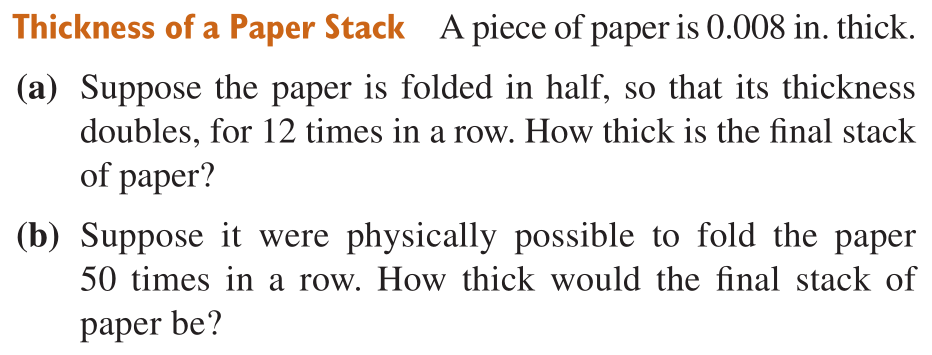 Thickness of a Paper Stack A piece of paper is 0.008 in. thick.
(a) Suppose the paper is folded in half, so that its thickness
doubles, for 12 times in a row. How thick is the final stack
of paper?
(b) Suppose it were physically possible to fold the paper
50 times in a row. How thick would the final stack of
paper be?